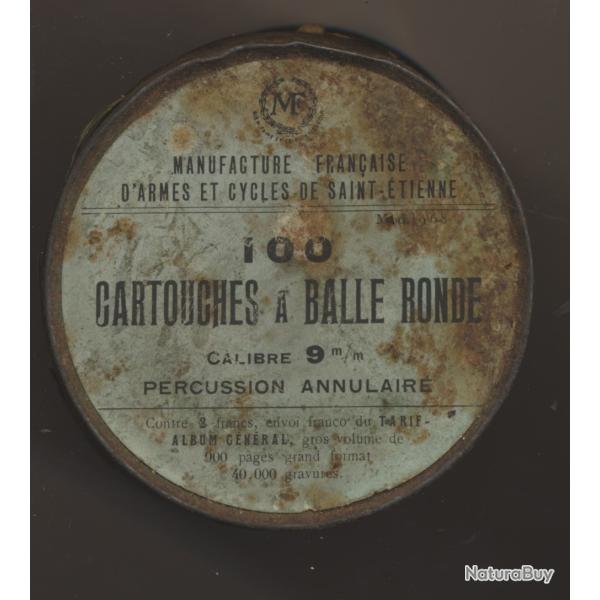 MF
MANUFACTURE FRANÇAISE
D'ARMES ET CYCLES DE SAINT-ÉTIENNE
100
CARTOUCHES A BALLE RONDE
CALIBRE 9 m/m
PERCUSSION ANNULAIRE
Contre 2 francs, envoi franco du TARIF-
ALBUM GÉNÉRAL, gros volume de
900 pages grand format
40.000 gravures.
NaturaBuy